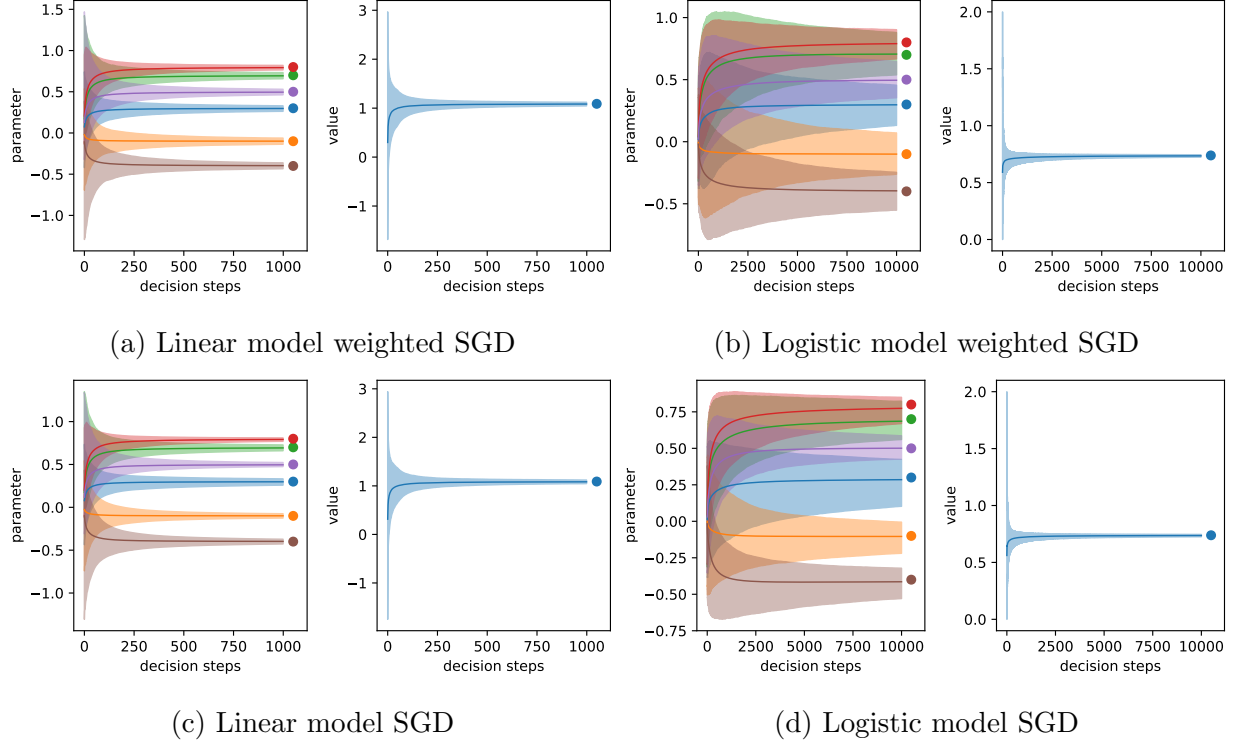 1.5
1.0
0.5
0.0
−0.5
−1.0
parameter
0 250 500 750 1000
decision steps
3
2
1
0
−1
value
0 250 500 750 1000
decision steps
(a) Linear model weighted SGD
1.0
0.5
0.0
−0.5
parameter
0 2500 5000 7500 10000
decision steps
2.0
1.5
1.0
0.5
0.0
value
0 2500 5000 7500 10000
decision steps
(b) Logistic model weighted SGD
1.0
0.5
0.0
−0.5
−1.0
parameter
0 250 500 750 1000
decision steps
3
2
1
0
−1
value
0 250 500 750 1000
decision steps
(c) Linear model SGD
0.75
0.50
0.25
0.00
−0.25
−0.50
−0.75
parameter
0 2500 5000 7500 10000
decision steps
2.0
1.5
1.0
0.5
0.0
value
0 2500 5000 7500 10000
decision steps
(d) Logistic model SGD